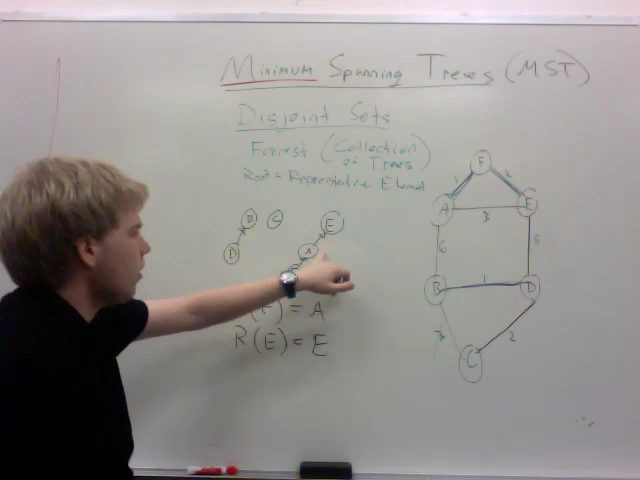 Minimum Spanning Trees (MST)
Disjoint Sets
Forrest (Collection
of Trees)
Root = Representative Element
F
1 2
A 3 E
D C E
B A
6 5
B 1 D
(F) = A
R(E) = E
2
C